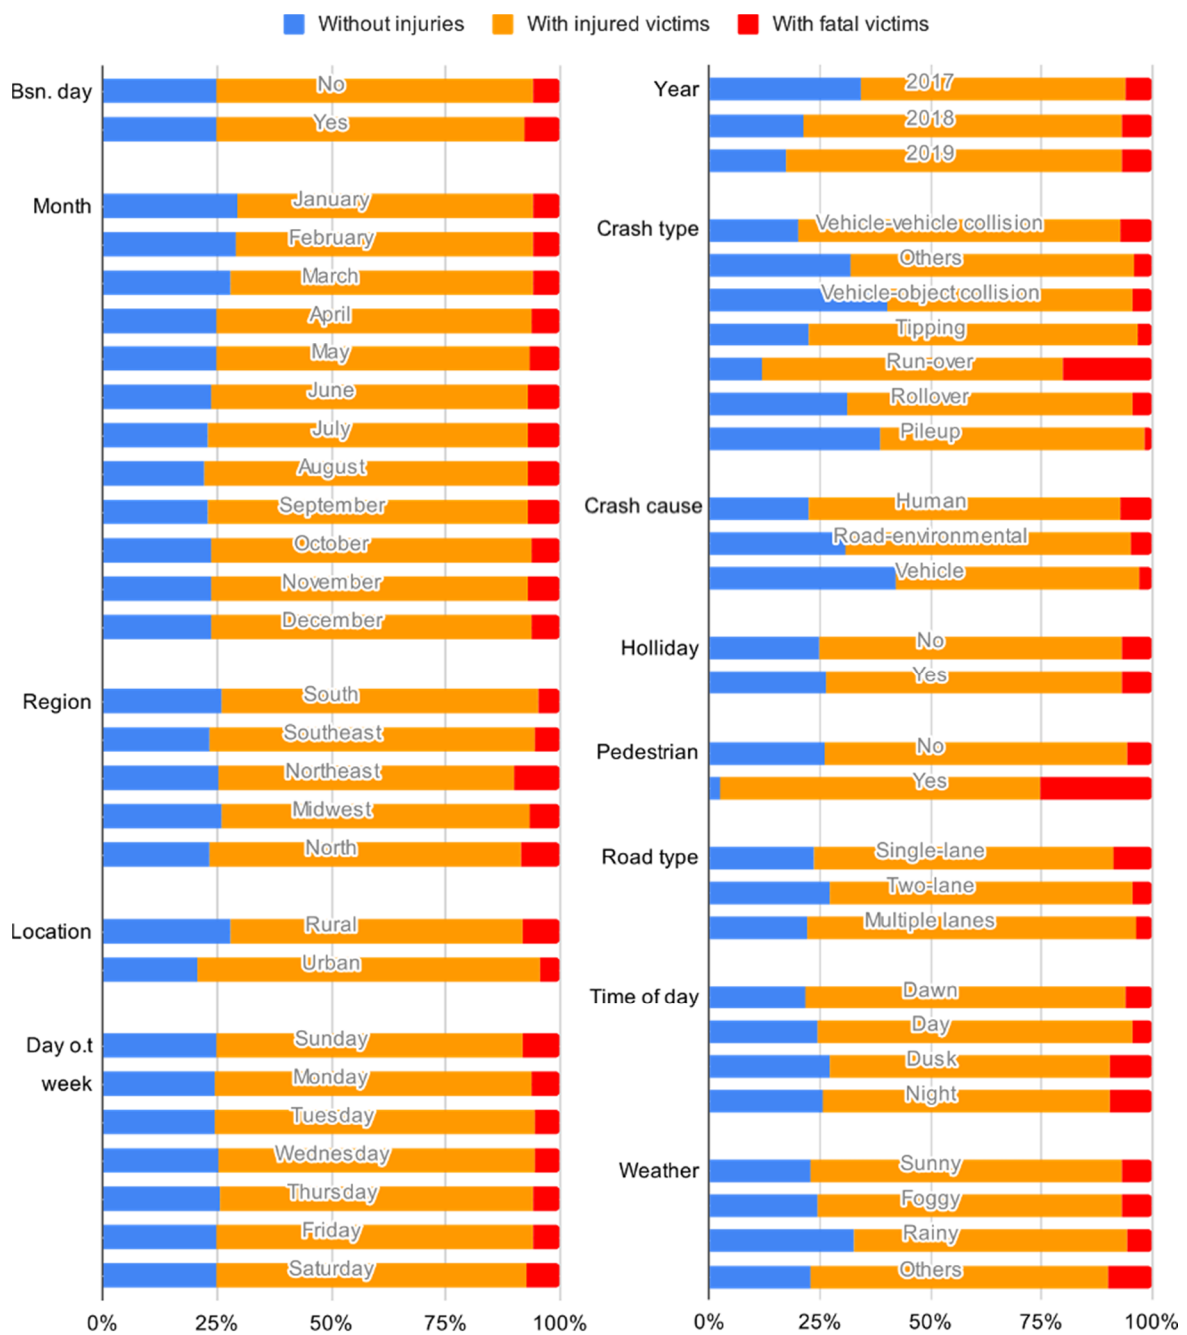 Without injuries With injured victims With fatal victims
Bsn. day
No
Yes
Month
January
February
March
April
May
June
July
August
September
October
November
December
Region
South
Southeast
Northeast
Midwest
North
Location
Rural
Urban
Day o.t
week
Sunday
Monday
Tuesday
Wednesday
Thursday
Friday
Saturday
0% 25% 50% 75% 100%
Year
2017
2018
2019
Crash type
Vehicle-vehicle collision
Others
Vehicle-object collision
Tipping
Run-over
Rollover
Pileup
Crash cause
Human
Road-environmental
Vehicle
Holliday
No
Yes
Pedestrian
No
Yes
Road type
Single-lane
Two-lane
Multiple lanes
Time of day
Dawn
Day
Dusk
Night
Weather
Sunny
Foggy
Rainy
Others
0% 25% 50% 75% 100%